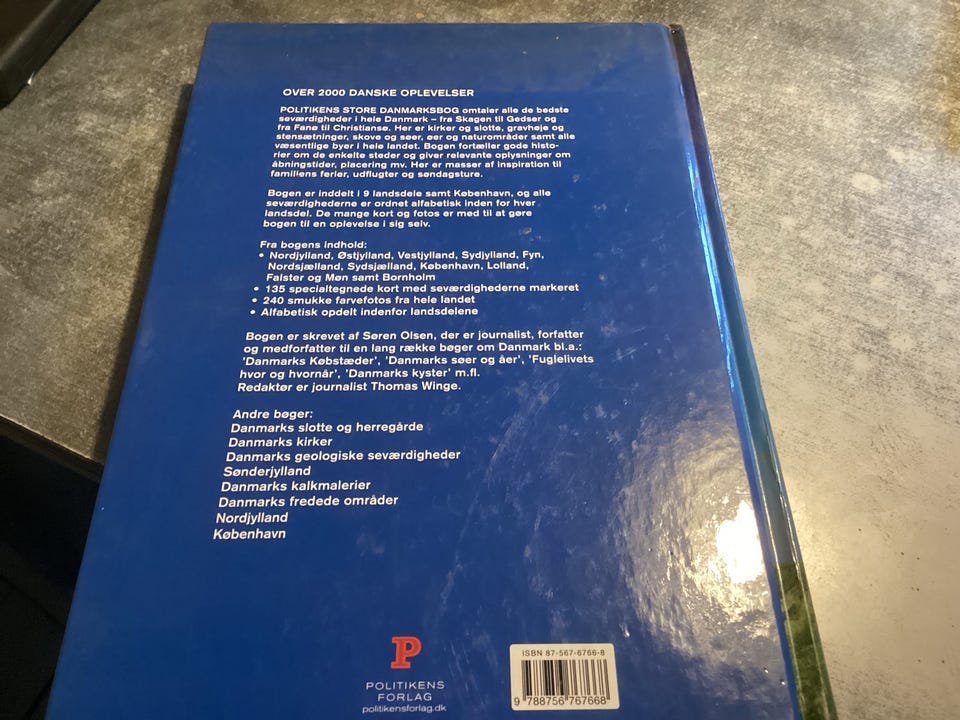 OVER 2000 DANSKE OPLEVELSER
POLITIKENS STORE DANMARKSBOG omtaler alle de bedste
seværdigheder i hele Danmark – fra Skagen til Gedser og
fra Fanø til Christiansø. Her er kirker og slotte, gravhøje og
stensætninger, skove og søer, øer og naturområder samt alle
væsentlige byer i hele landet. Bogen fortæller gode histo-
rier om de enkelte steder og giver relevante oplysninger om
åbningstider, placering mv. Her er masser af inspiration til
familiens ferier, udflugter og søndagsture.
Bogen er inddelt i 9 landsdele samt København, og alle
seværdighederne er ordnet alfabetisk inden for hver
landsdel. De mange kort og fotos er med til at gøre
bogen til en oplevelse i sig selv.
Fra bogens indhold:
• Nordjylland, Østjylland, Vestjylland, Sydjylland, Fyn,
Nordsjælland, Sydsjælland, København, Lolland,
Falster og Møn samt Bornholm
• 135 specialtegnede kort med seværdighederne markeret
• 240 smukke farvefotos fra hele landet
• Alfabetisk opdelt indenfor landsdelene
Bogen er skrevet af Søren Olsen, der er journalist, forfatter
og medforfatter til en lang række bøger om Danmark bl.a.:
'Danmarks Købstæder', 'Danmarks søer og åer', 'Fuglelivets
hvor og hvornår', 'Danmarks kyster' m.fl.
Redaktør er journalist Thomas Winge.
Andre bøger:
Danmarks slotte og herregårde
Danmarks kirker
Danmarks geologiske seværdigheder
Sønderjylland
Danmarks kalkmalerier
Danmarks fredede områder
Nordjylland
København
P
POLITIKENS
FORLAG
politikensforlag.dk
ISBN 87-567-6766-8
9 788756 767668